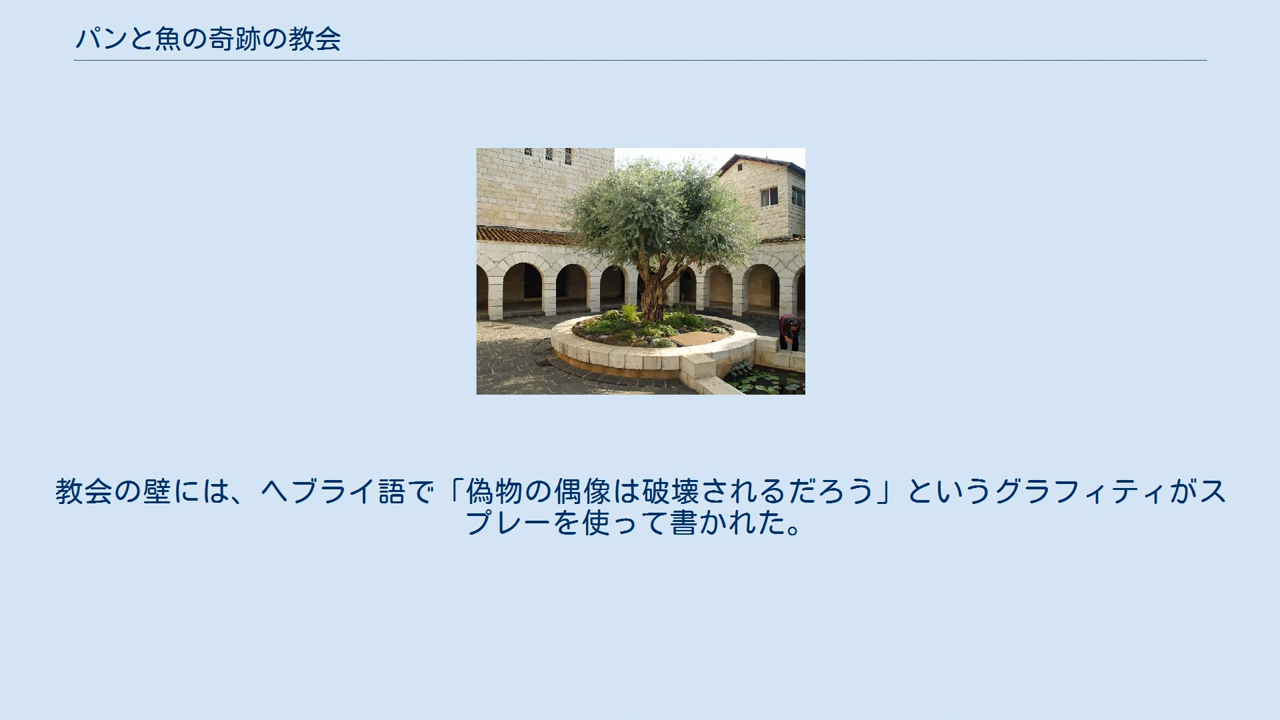 パンと魚の奇跡の教会
教会の壁には、ヘブライ語で「偽物の偶像は破壊されるだろう」というグラフィティがス
プレーを使って書かれた。